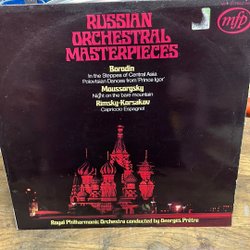 RUSSIAN
ORCHESTRAL
MASTERPIECES
mfp
Borodin
In the Steppes of Central Asia
Polovtsian Dances from 'Prince Igor'
Moussorgsky
Night on the bare mountain
Rimsky-Korsakov
Capriccio Espagnol
Royal Philharmonic Orchestra conducted by Georges Prêtre